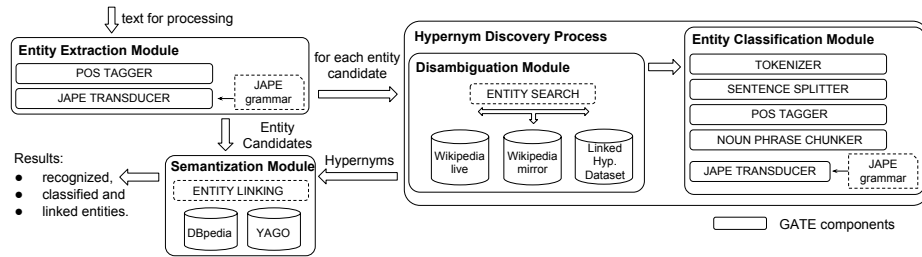 text for processing
Entity Extraction Module
POS TAGGER
JAPE TRANSDUCER
JAPE
grammar
for each entity
candidate
Entity
Candidates
Hypernym Discovery Process
Disambiguation Module
ENTITY SEARCH
Wikipedia
live
Wikipedia
mirror
Linked
Hyp.
Dataset
Entity Classification Module
TOKENIZER
SENTENCE SPLITTER
POS TAGGER
NOUN PHRASE CHUNKER
JAPE TRANSDUCER
JAPE
grammar
Hypernyms
Semantization Module
ENTITY LINKING
DBpedia
YAGO
Results:
● recognized,
● classified and
● linked entities.
GATE components